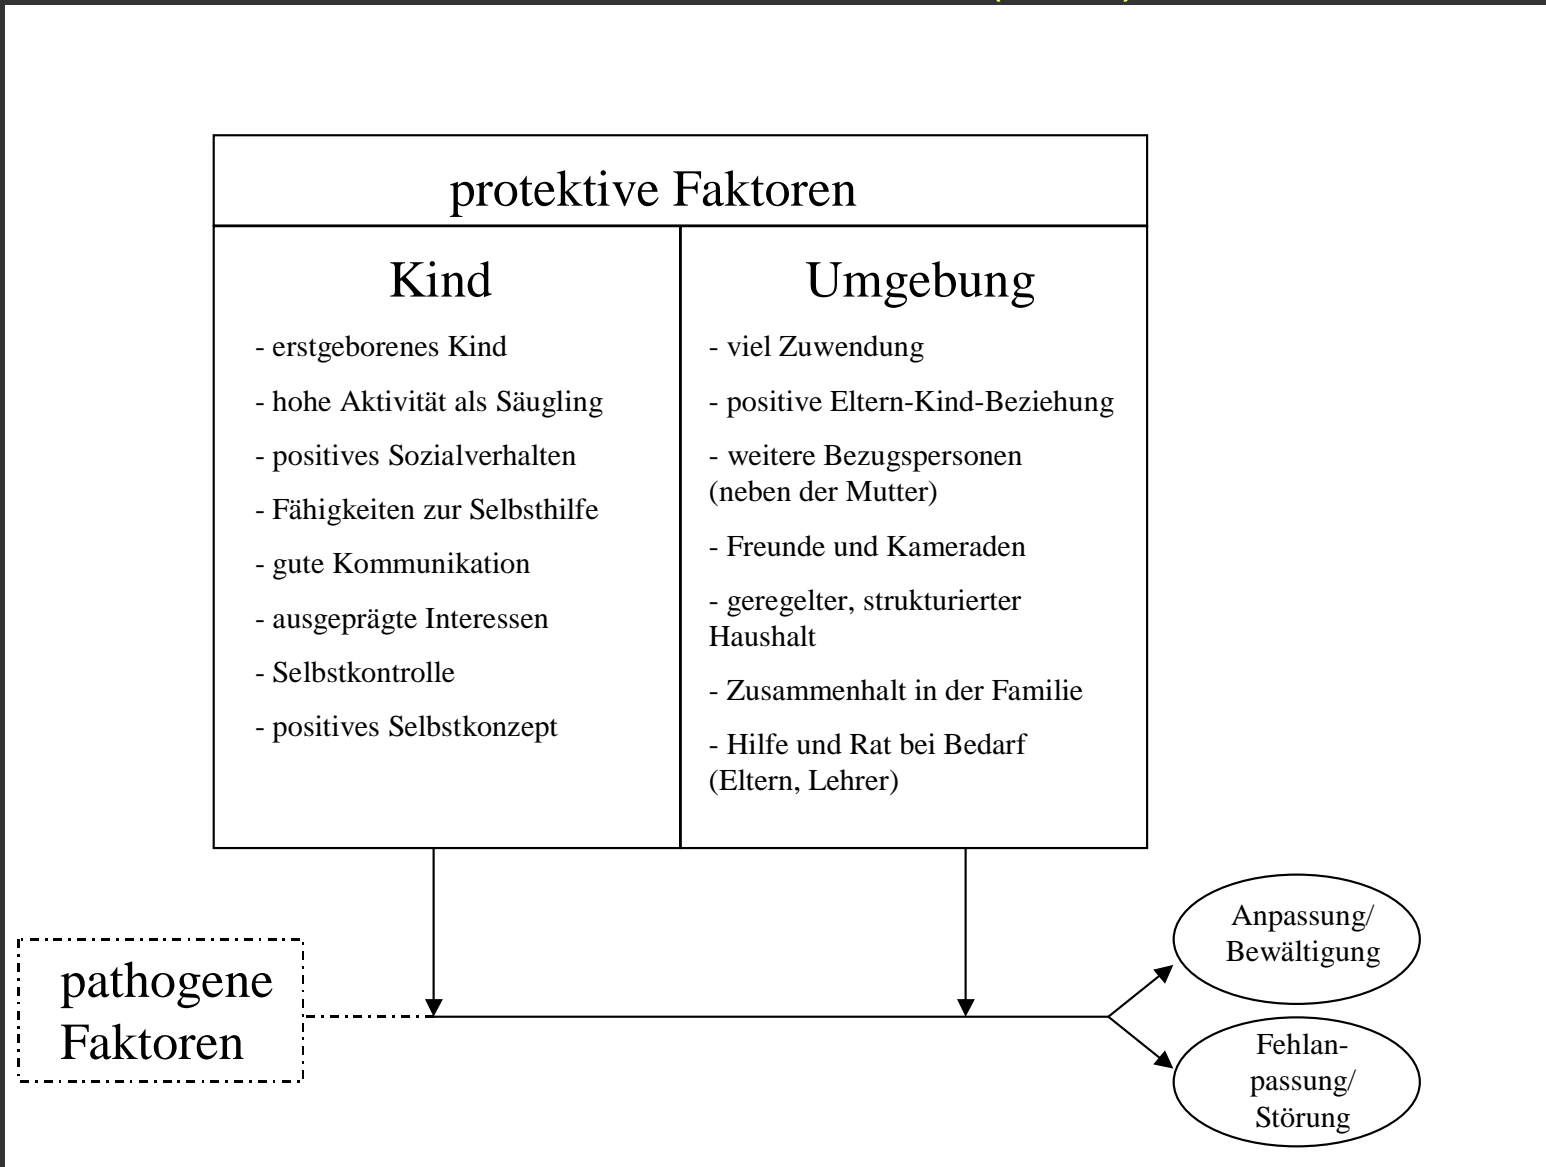 protektive Faktoren
Kind
- erstgeborenes Kind
- hohe Aktivität als Säugling
- positives Sozialverhalten
- Fähigkeiten zur Selbsthilfe
- gute Kommunikation
- ausgeprägte Interessen
- Selbstkontrolle
- positives Selbstkonzept
Umgebung
- viel Zuwendung
- positive Eltern-Kind-Beziehung
- weitere Bezugspersonen
(neben der Mutter)
- Freunde und Kameraden
- geregelter, strukturierter
Haushalt
- Zusammenhalt in der Familie
- Hilfe und Rat bei Bedarf
(Eltern, Lehrer)
pathogene
Faktoren
Anpassung/
Bewältigung
Fehlan-
passung/
Störung